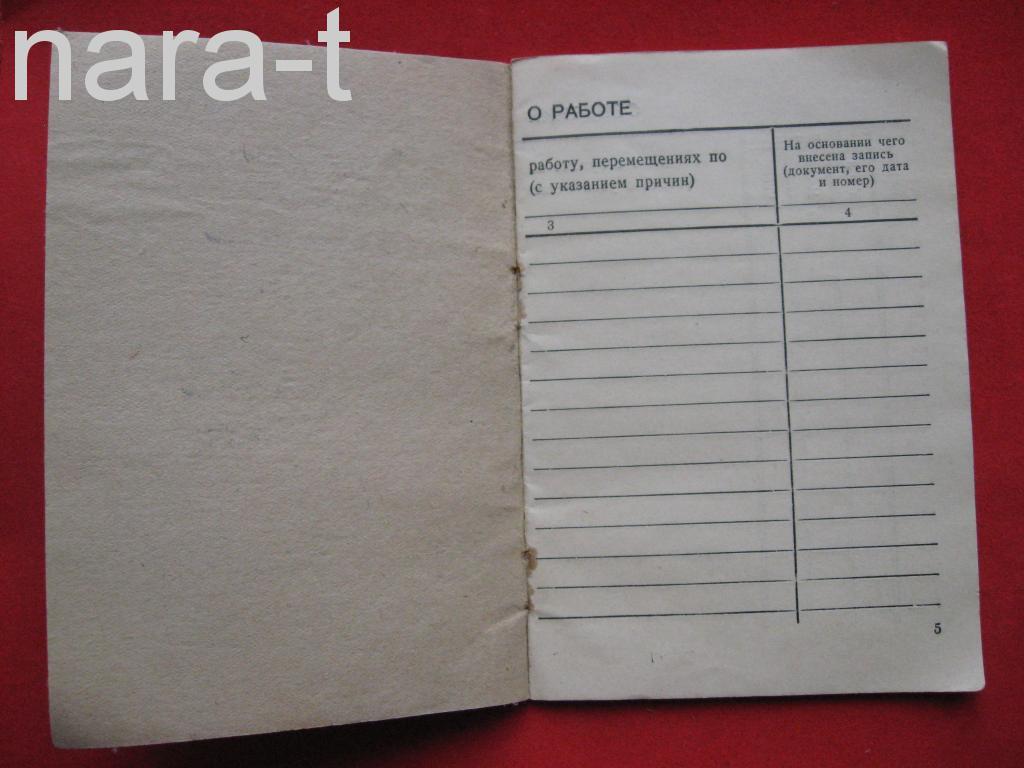 nara-t
О РАБОТЕ
работу, перемещениях по
(с указанием причин)
На основании чего
внесена запись
(документ, его дата
и номер)
3
4
5